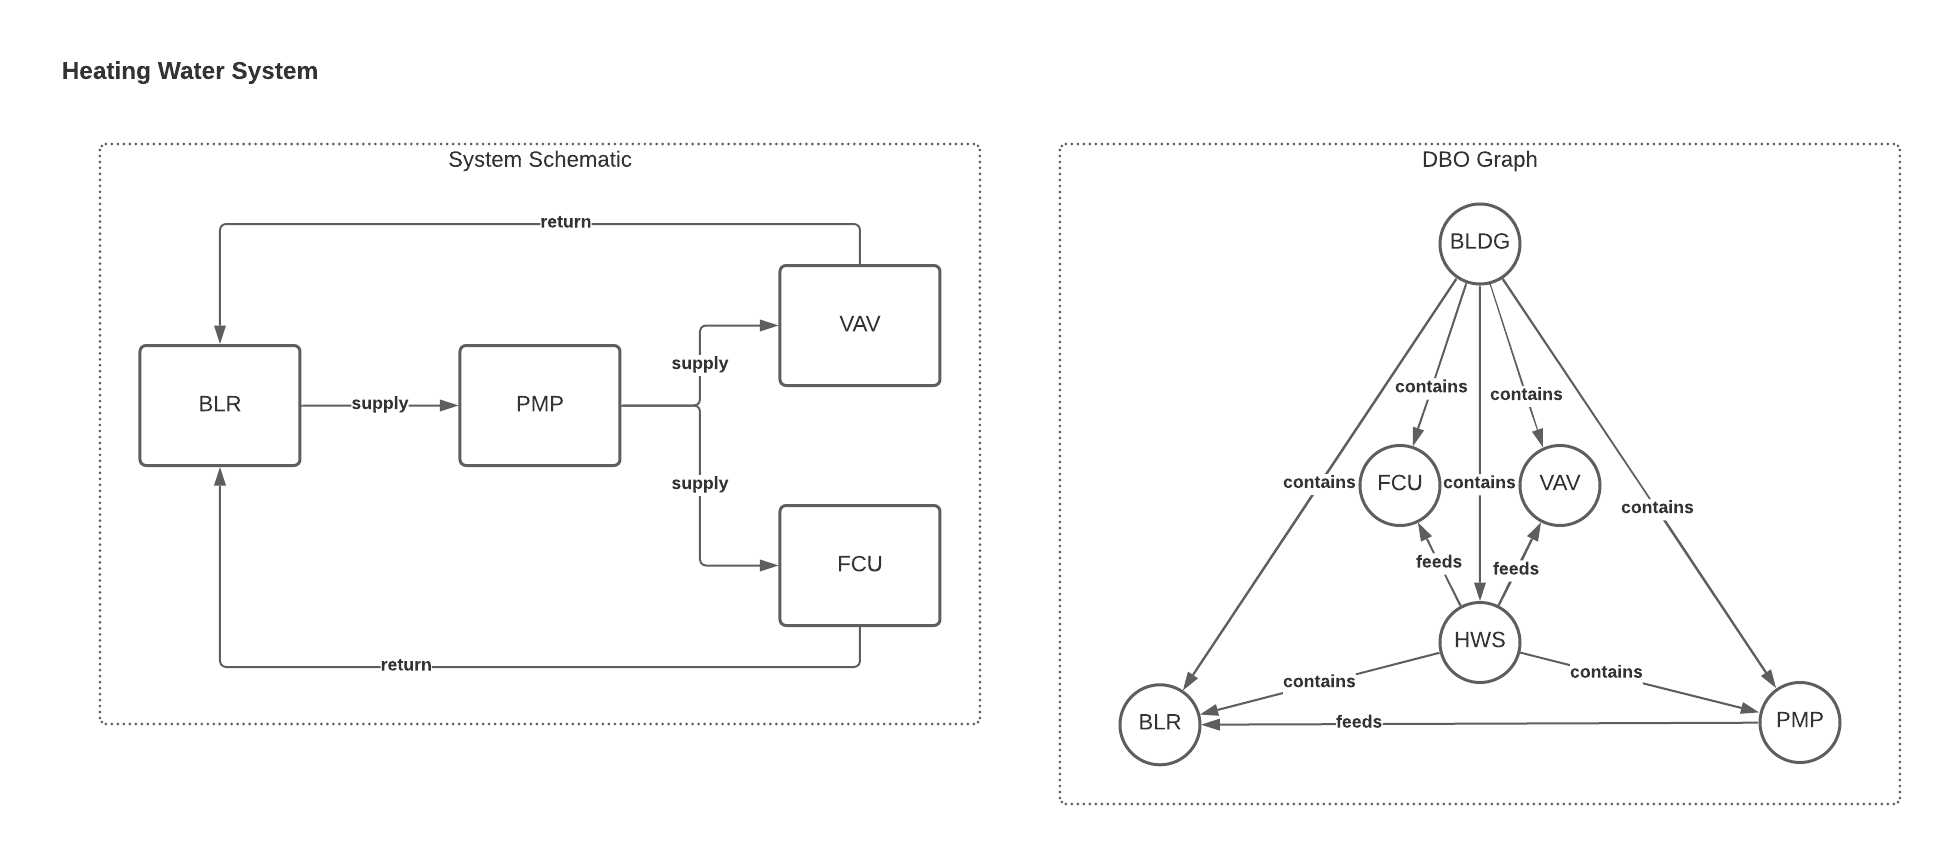 Heating Water System
System Schematic
return
VAV
supply
BLR
supply
PMP
supply
FCU
return
DBO Graph
BLDG
contains
contains
contains
FCU
contains
VAV
contains
feeds
feeds
HWS
contains
contains
BLR
feeds
PMP